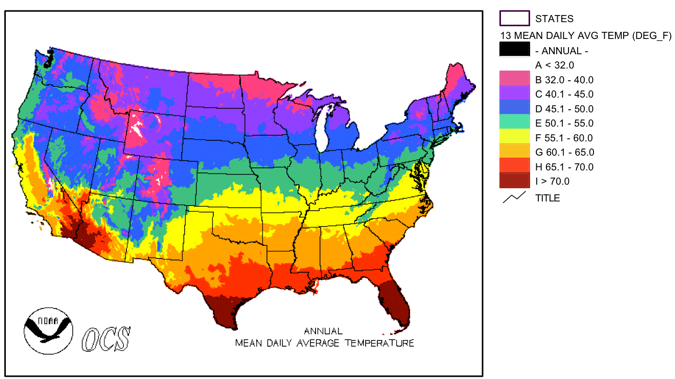 STATES
13 MEAN DAILY AVG TEMP (DEG_F)
- ANNUAL -
A < 32.0
B 32.0 - 40.0
C 40.1 - 45.0
D 45.1 - 50.0
E 50.1 - 55.0
F 55.1 - 60.0
G 60.1 - 65.0
H 65.1 - 70.0
I > 70.0
TITLE
NOAA
OCS
ANNUAL
MEAN DAILY AVERAGE TEMPERATURE